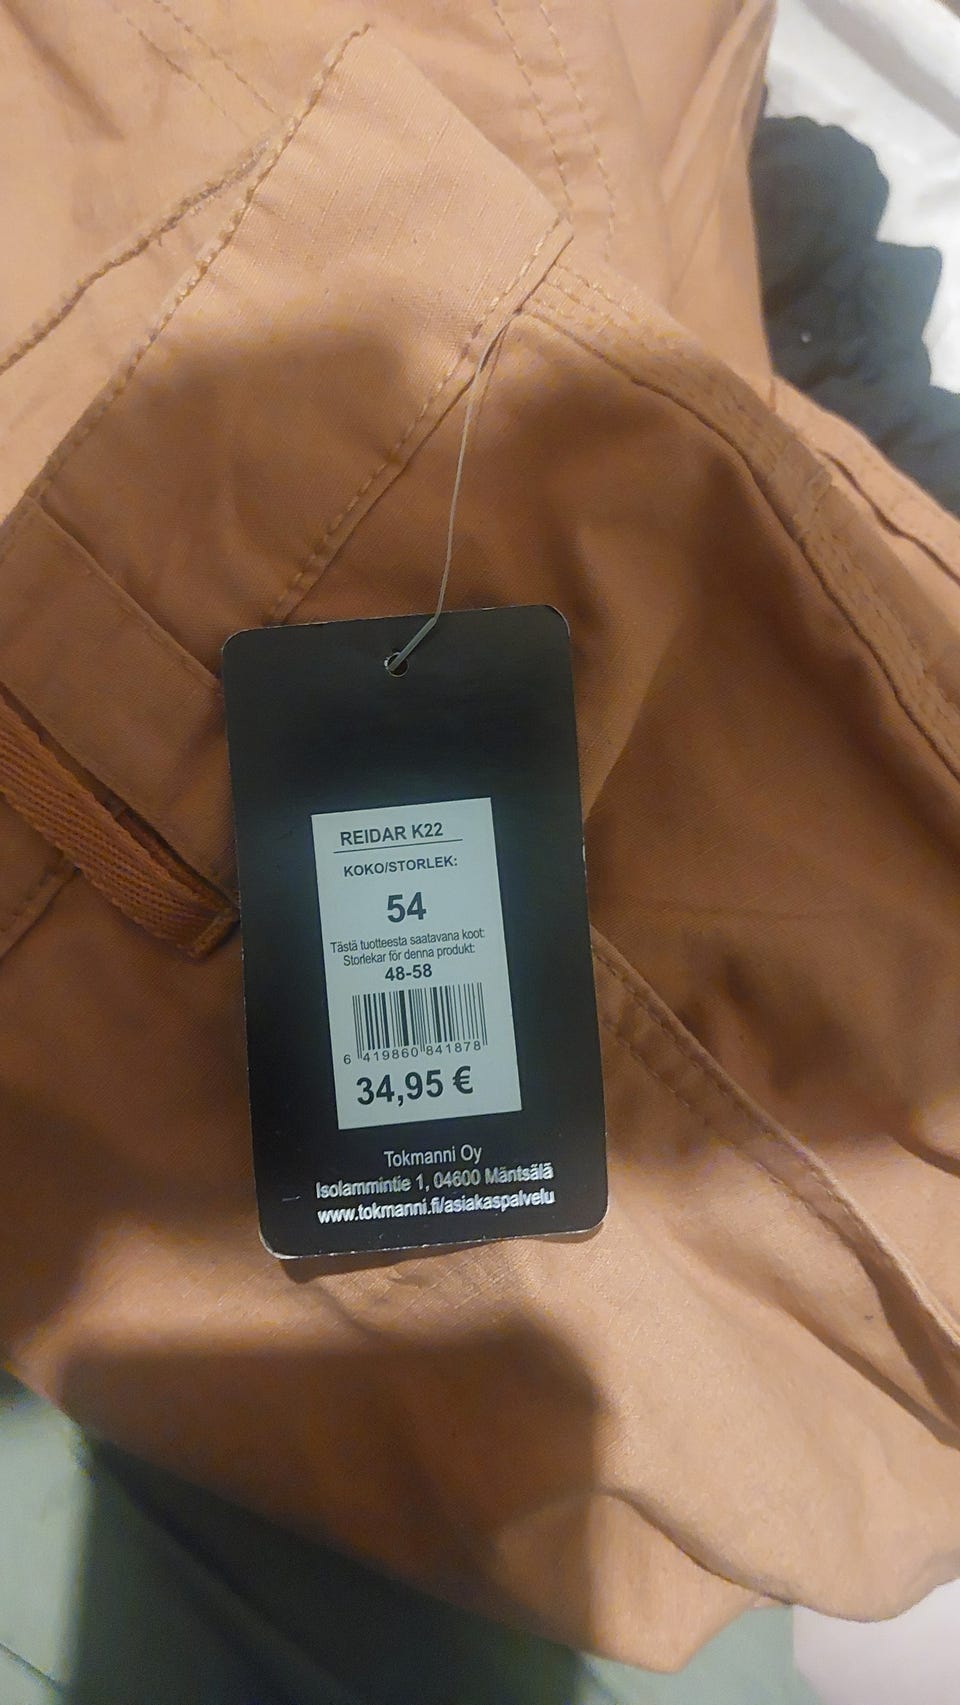 REIDAR K22
KOKO/STORLEK:
54
Tästä tuotteesta saatavana koot:
Storlekar för denna produkt:
48-58
6 419860 841878
34,95 €
Tokmanni Oy
Isolammintie 1, 04600 Mäntsälä
www.tokmanni.fi/asiakaspalvelu